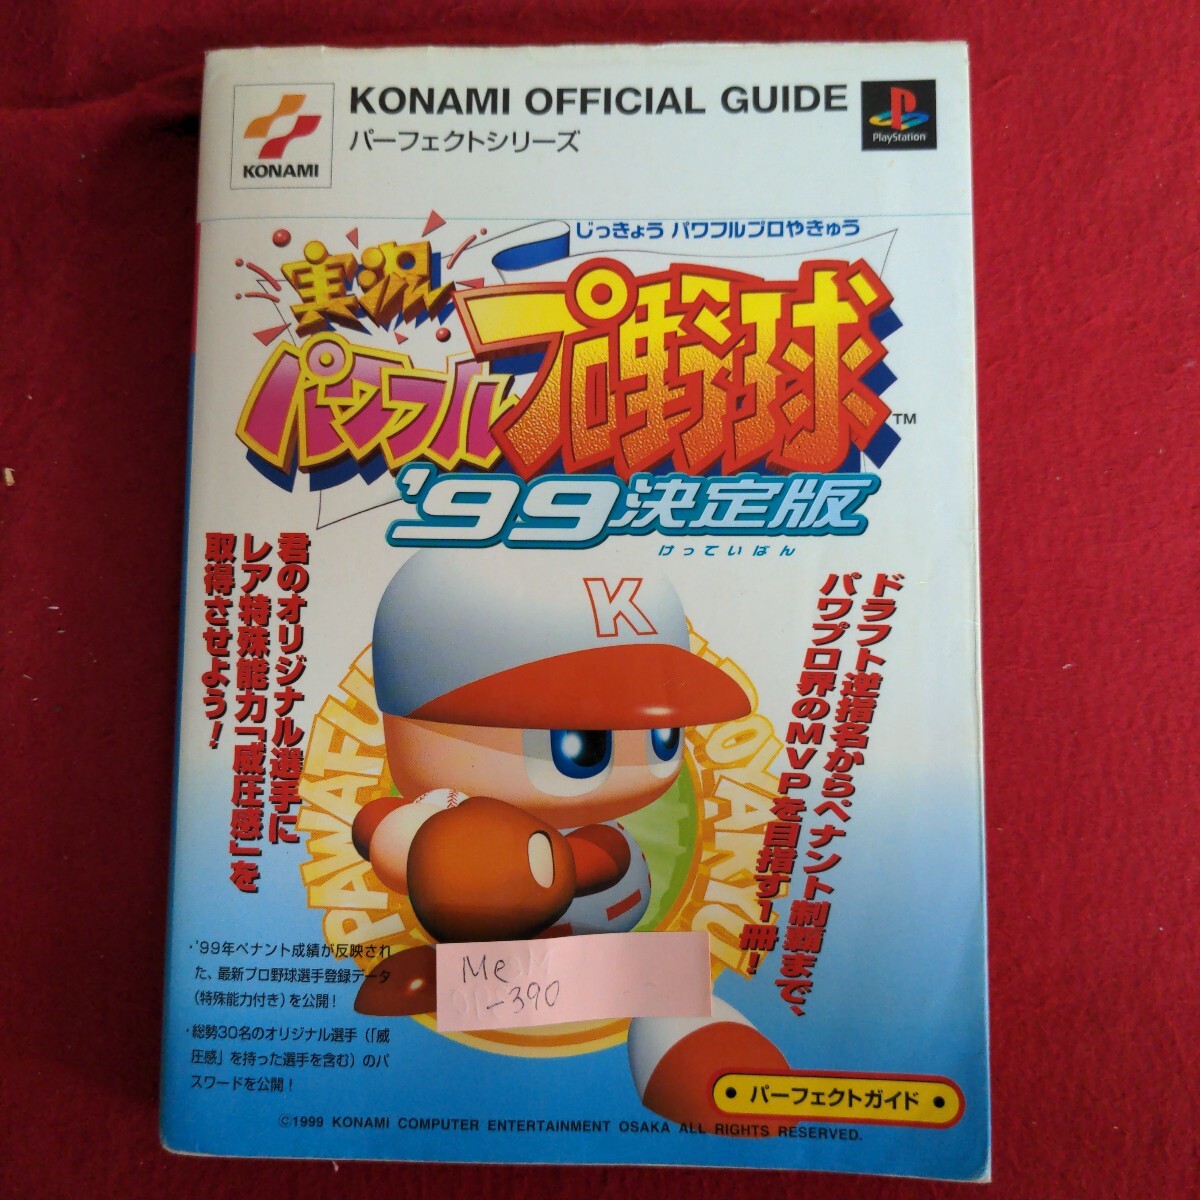 KONAMI
KONAMI OFFICIAL GUIDE
パーフェクトシリーズ
PlayStation
じっきょう パワフルプロやきゅう
実況
パワフル
プロ野球
TM
'99決定版
けっていばん
君のオリジナル選手に
レア特殊能力「威圧感」を
取得させよう!
ドラフト逆指名からペナント制覇まで、
パワプロ界のMVPを目指す1冊!
K
・'99年ペナント成績が反映され
た、最新プロ野球選手登録データ
(特殊能力付き)を公開!
・総勢30名のオリジナル選手(「威
圧感」を持った選手を含む)のパ
スワードを公開!
Me
-390
・パーフェクトガイド・
©1999 KONAMI COMPUTER ENTERTAINMENT OSAKA ALL RIGHTS RESERVED.